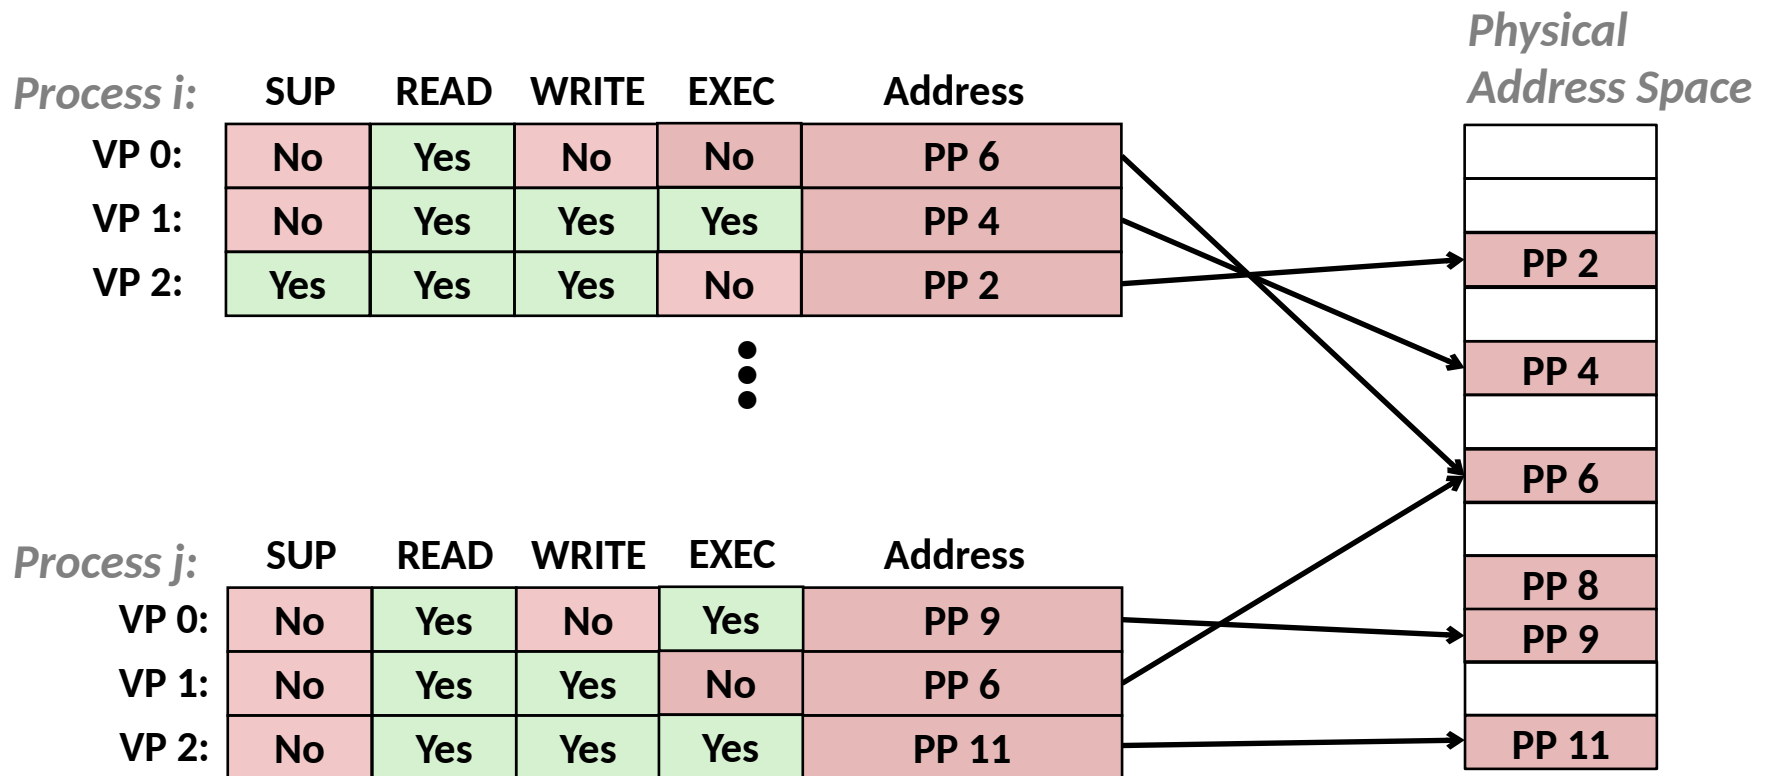 Physical
Address Space
Process i: SUP READ WRITE EXEC Address
VP 0: No Yes No No PP 6
VP 1: No Yes Yes Yes PP 4
VP 2: Yes Yes Yes No PP 2
PP 2
PP 4
PP 6
Process j: SUP READ WRITE EXEC Address
VP 0: No Yes No Yes PP 9
VP 1: No Yes Yes No PP 6
VP 2: No Yes Yes Yes PP 11
PP 8
PP 9
PP 11